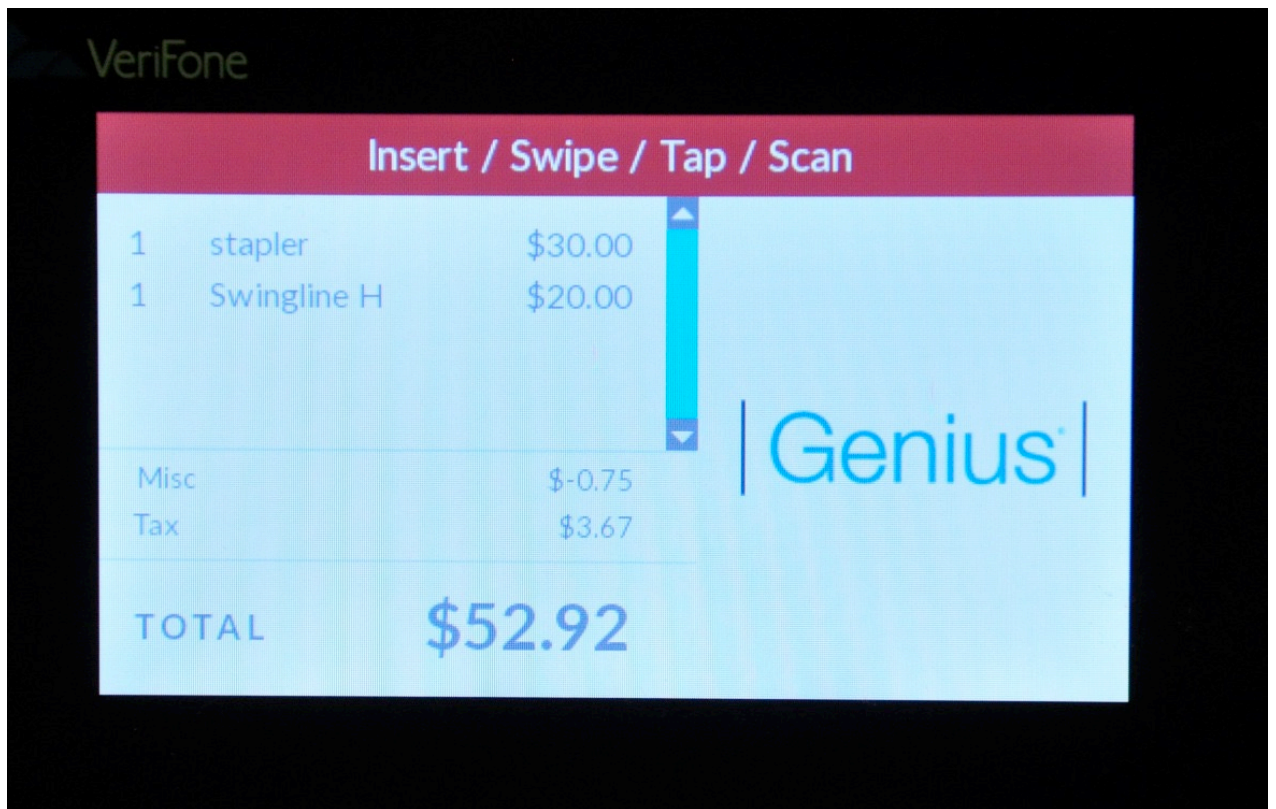 VeriFone
Insert / Swipe / Tap / Scan
1 stapler $30.00
1 Swingline H $20.00
Misc $-0.75
Tax $3.67
TOTAL $52.92
Genius